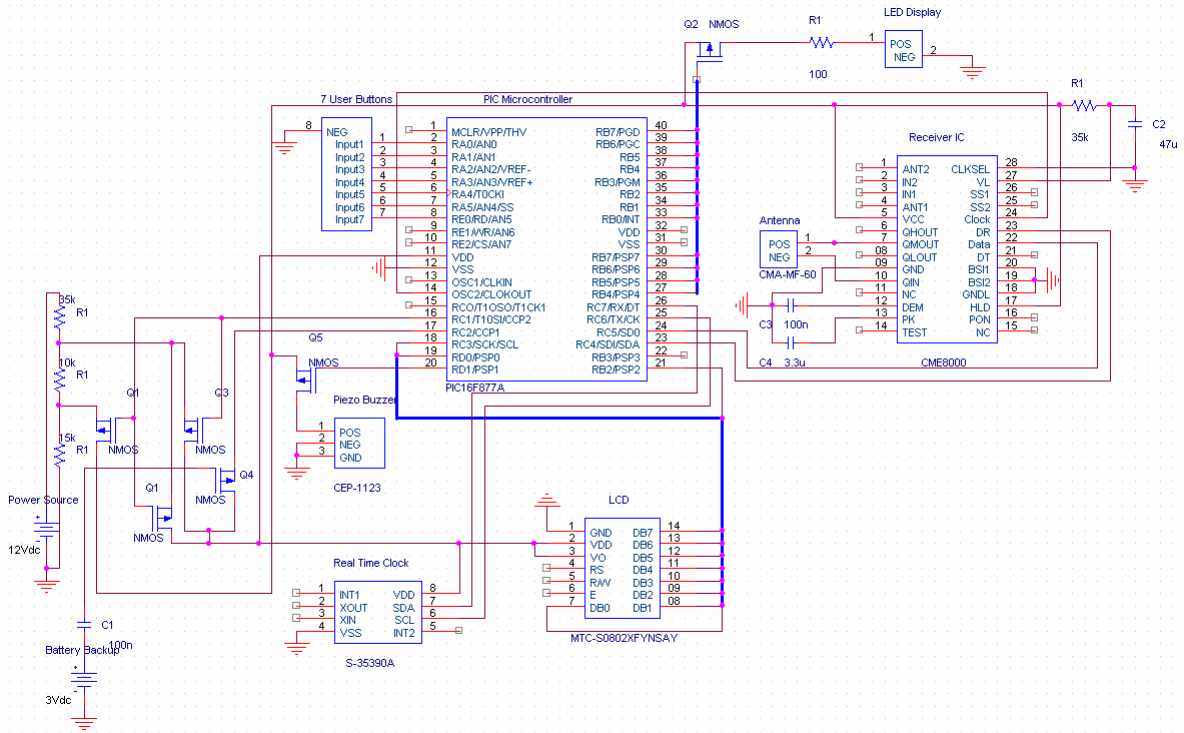 LED Display
Q2 NMOS R1
1 POS
NEG 2
100
R1
35k
C2
47u
7 User Buttons
8 NEG
Input1 1
Input2 2
Input3 3
Input4 4
Input5 5
Input6 6
Input7 7
PIC Microcontroller
1 MCLR/VPP/THV RB7/PGD 40
2 RA0/AN0 RB6/PGC 39
3 RA1/AN1 RB5 38
4 RA2/AN2/VREF- RB4 37
5 RA3/AN3/VREF+ RB3/PGM 36
6 RA4/T0CKI RB2 35
7 RA5/AN4/SS RB1 34
8 RE0/RD/AN5 RB0/INT 33
9 RE1/WR/AN6 VDD 32
10 RE2/CS/AN7 VSS 31
11 VDD RB7/PSP7 30
12 VSS RB6/PSP6 29
13 OSC1/CLKIN RB5/PSP5 28
14 OSC2/CLOKOUT RB4/PSP4 27
15 RCO/T1OSO/T1CK1 RC7/RX/DT 26
16 RC1/T10SI/CCP2 RC6/TX/CK 25
17 RC2/CCP1 RC5/SD0 24
18 RC3/SCK/SCL RC4/SDI/SDA 23
19 RD0/PSP0 RB3/PSP3 22
20 RD1/PSP1 RB2/PSP2 21
PIC16F877A
Receiver IC
1 ANT2 CLKSEL 28
2 IN2 VL 27
3 IN1 SS1 26
4 ANT1 SS2 25
5 VCC Clock 24
6 QHOUT DR 23
7 QMOUT Data 22
08 QLOUT DT 21
09 GND BSI1 20
10 QIN BSI2 19
11 NC GNDL 18
12 DEM HLD 17
13 PK PON 16
14 TEST NC 15
CME8000
Antenna
POS 1
NEG 2
CMA-MF-60
C3 100n
C4 3.3u
35k
R1
10k
R1
15k
R1
Q1
NMOS
Q3
NMOS
Q4
NMOS
Q1
NMOS
Q5
NMOS
Piezo Buzzer
1 POS
2 NEG
3 GND
CEP-1123
Power Source
12Vdc
LCD
1 GND DB7 14
2 VDD DB6 13
3 VO DB5 12
4 RS DB4 11
5 R/W DB3 10
6 E DB2 09
7 DB0 DB1 08
MTC-S0802XFYNSAY
Real Time Clock
1 INT1 VDD 8
2 XOUT SDA 7
3 XIN SCL 6
4 VSS INT2 5
S-35390A
C1
100n
Battery Backup
3Vdc